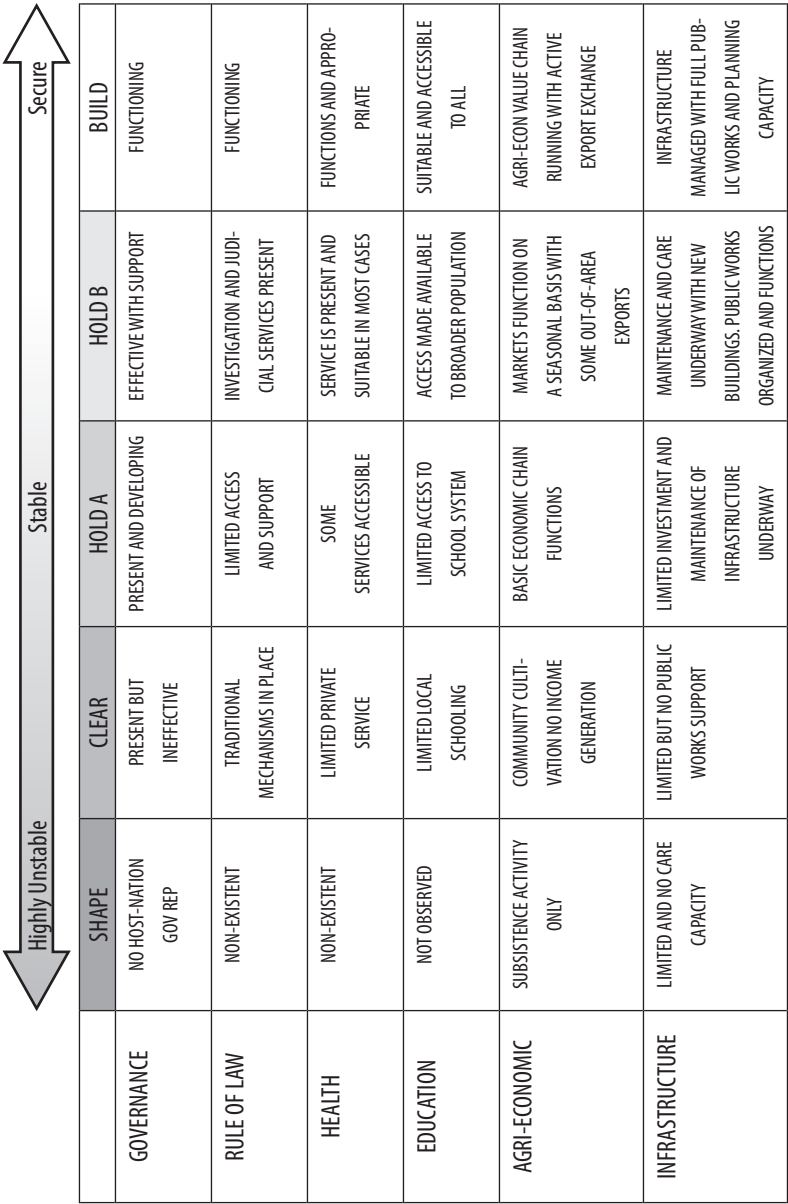 Highly Unstable Stable Secure
SHAPE CLEAR HOLD A HOLD B BUILD
GOVERNANCE
NO HOST-NATION
GOV REP
PRESENT BUT
INEFFECTIVE
PRESENT AND DEVELOPING
EFFECTIVE WITH SUPPORT
FUNCTIONING
RULE OF LAW
NON-EXISTENT
TRADITIONAL
MECHANISMS IN PLACE
LIMITED ACCESS
AND SUPPORT
INVESTIGATION AND JUDI-
CIAL SERVICES PRESENT
FUNCTIONING
HEALTH
NON-EXISTENT
LIMITED PRIVATE
SERVICE
SOME
SERVICES ACCESSIBLE
SERVICE IS PRESENT AND
SUITABLE IN MOST CASES
FUNCTIONS AND APPRO-
PRIATE
EDUCATION
NOT OBSERVED
LIMITED LOCAL
SCHOOLING
LIMITED ACCESS TO
SCHOOL SYSTEM
ACCESS MADE AVAILABLE
TO BROADER POPULATION
SUITABLE AND ACCESSIBLE
TO ALL
AGRI-ECONOMIC
SUBSISTENCE ACTIVITY
ONLY
COMMUNITY CULTI-
VATION NO INCOME
GENERATION
BASIC ECONOMIC CHAIN
FUNCTIONS
MARKETS FUNCTION ON
A SEASONAL BASIS WITH
SOME OUT-OF-AREA
EXPORTS
AGRI-ECON VALUE CHAIN
RUNNING WITH ACTIVE
EXPORT EXCHANGE
INFRASTRUCTURE
LIMITED AND NO CARE
CAPACITY
LIMITED BUT NO PUBLIC
WORKS SUPPORT
LIMITED INVESTMENT AND
MAINTENANCE OF
INFRASTRUCTURE
UNDERWAY
MAINTENANCE AND CARE
UNDERWAY WITH NEW
BUILDINGS. PUBLIC WORKS
ORGANIZED AND FUNCTIONS
INFRASTRUCTURE
MANAGED WITH FULL PUB-
LIC WORKS AND PLANNING
CAPACITY